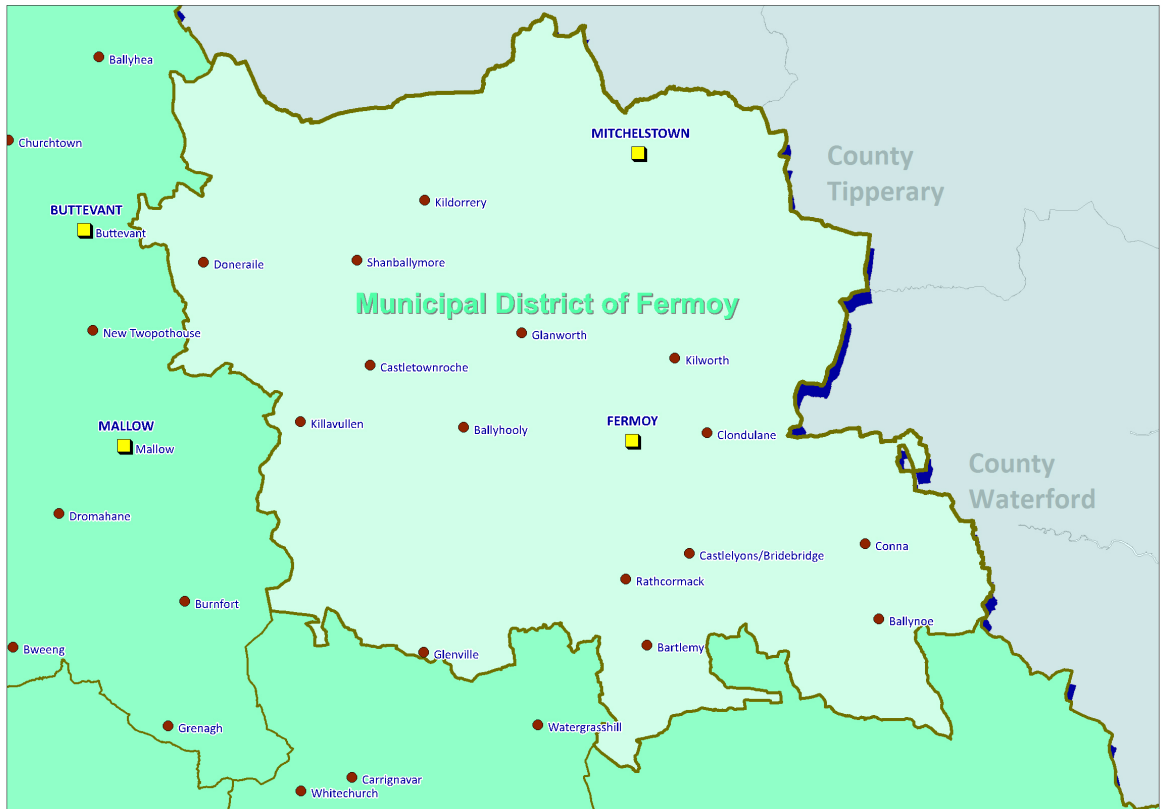 Ballyhea
MITCHELSTOWN
Churchtown
County
Tipperary
Kildorrery
BUTTEVANT
Buttevant
Doneraile
Shanballymore
Municipal District of Fermoy
New Twopothouse
Glanworth
Kilworth
Castletownroche
MALLOW
Mallow
Killavullen
Ballyhooly
FERMOY
Clondulane
County
Waterford
Dromahane
Conna
Castlelyons/Bridebridge
Rathcormack
Burnfort
Ballynoe
Bweeng
Glenville
Bartlemy
Grenagh
Watergrasshill
Carrignavar
Whitechurch